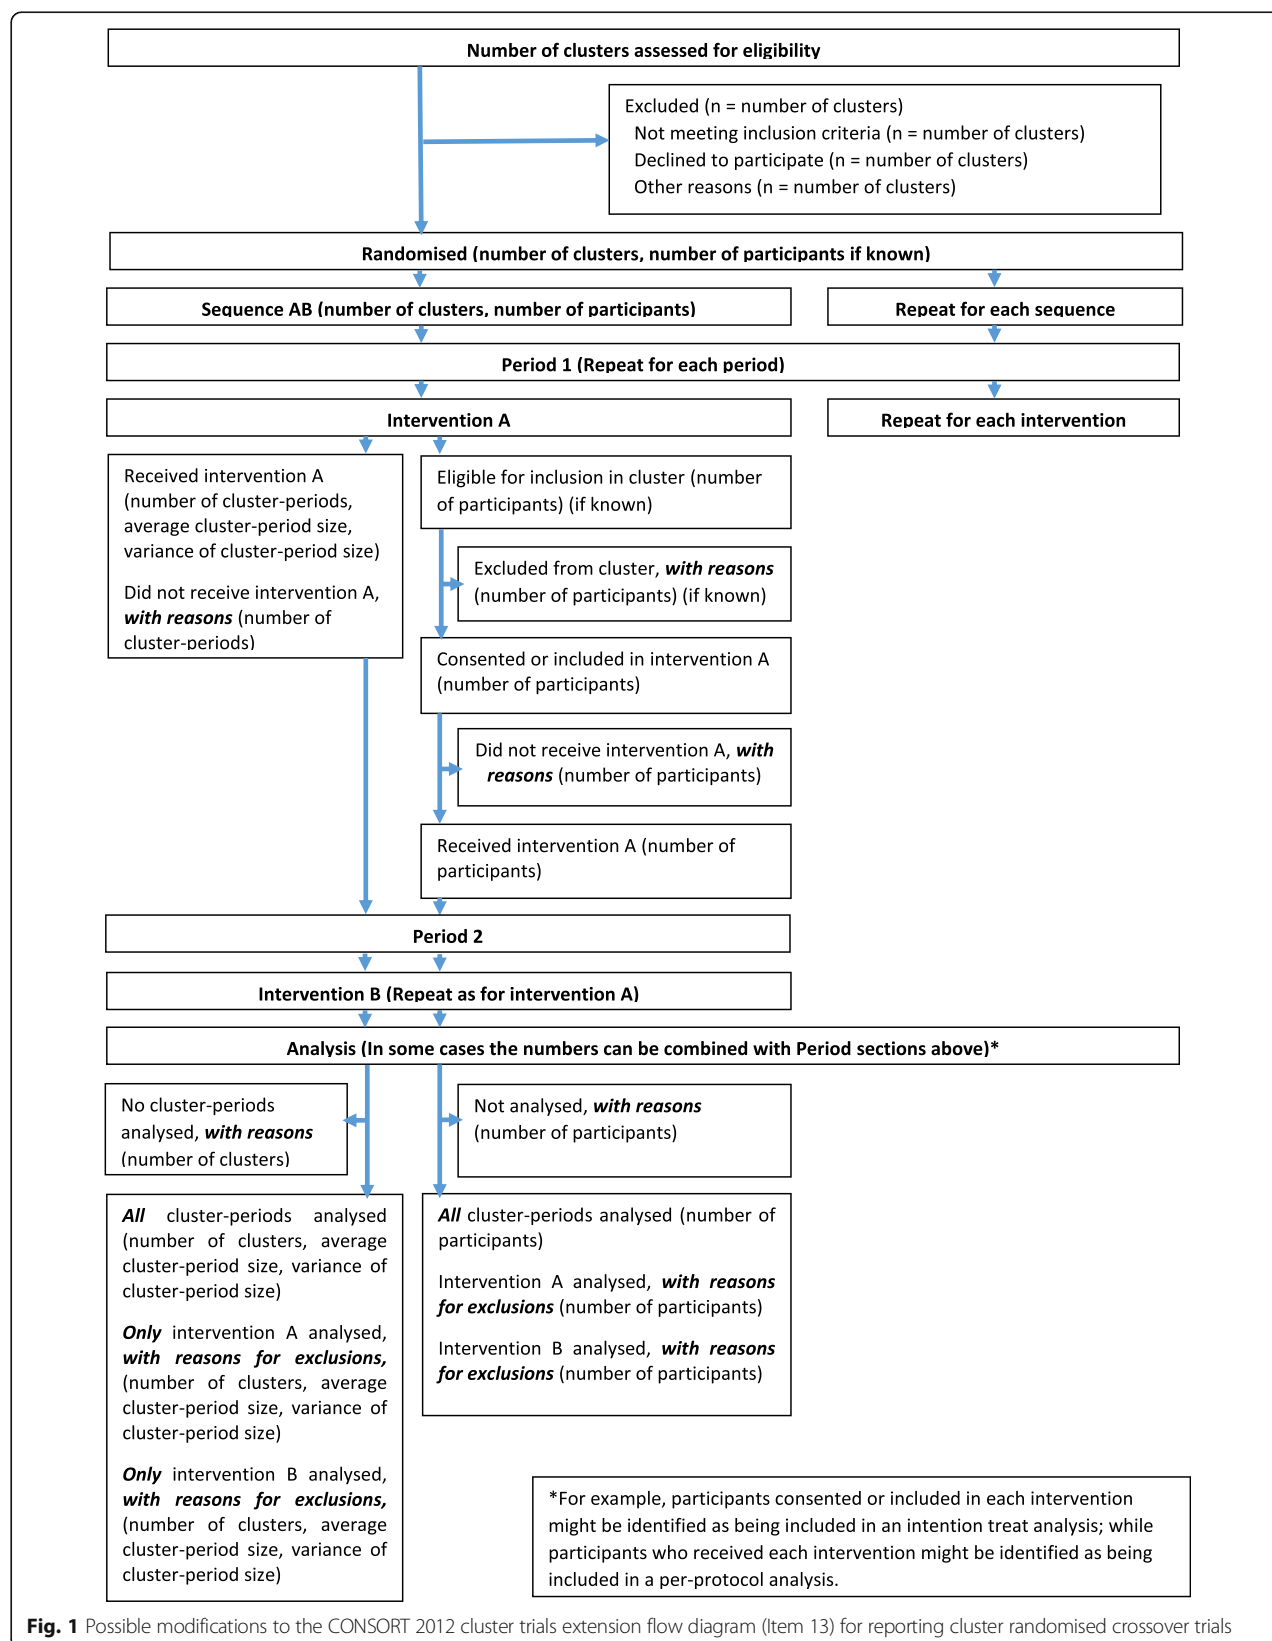 Number of clusters assessed for eligibility
Excluded (n = number of clusters)
Not meeting inclusion criteria (n = number of clusters)
Declined to participate (n = number of clusters)
Other reasons (n = number of clusters)
Randomised (number of clusters, number of participants if known)
Sequence AB (number of clusters, number of participants)
Repeat for each sequence
Period 1 (Repeat for each period)
Intervention A
Repeat for each intervention
Received intervention A
(number of cluster-periods,
average cluster-period size,
variance of cluster-period size)
Did not receive intervention A,
with reasons (number of
cluster-periods)
Eligible for inclusion in cluster (number
of participants) (if known)
Excluded from cluster, with reasons
(number of participants) (if known)
Consented or included in intervention A
(number of participants)
Did not receive intervention A, with
reasons (number of participants)
Received intervention A (number of
participants)
Period 2
Intervention B (Repeat as for intervention A)
Analysis (In some cases the numbers can be combined with Period sections above)*
No cluster-periods
analysed, with reasons
(number of clusters)
Not analysed, with reasons
(number of participants)
All cluster-periods analysed
(number of clusters, average
cluster-period size, variance of
cluster-period size)
Only intervention A analysed,
with reasons for exclusions,
(number of clusters, average
cluster-period size, variance of
cluster-period size)
Only intervention B analysed,
with reasons for exclusions,
(number of clusters, average
cluster-period size, variance of
cluster-period size)
All cluster-periods analysed (number of
participants)
Intervention A analysed, with reasons
for exclusions (number of participants)
Intervention B analysed, with reasons
for exclusions (number of participants)
*For example, participants consented or included in each intervention
might be identified as being included in an intention treat analysis; while
participants who received each intervention might be identified as being
included in a per-protocol analysis.
Fig. 1 Possible modifications to the CONSORT 2012 cluster trials extension flow diagram (Item 13) for reporting cluster randomised crossover trials